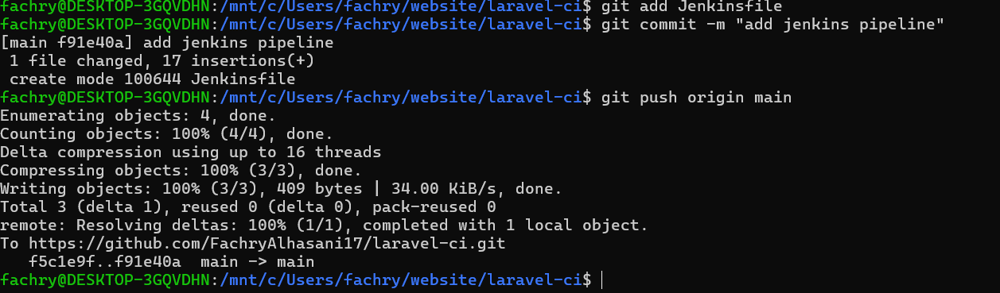 fachry@DESKTOP-3GQVDHN:/mnt/c/Users/fachry/website/laravel-ci$ git add Jenkinsfile
fachry@DESKTOP-3GQVDHN:/mnt/c/Users/fachry/website/laravel-ci$ git commit -m "add jenkins pipeline"
[main f91e40a] add jenkins pipeline
 1 file changed, 17 insertions(+)
 create mode 100644 Jenkinsfile
fachry@DESKTOP-3GQVDHN:/mnt/c/Users/fachry/website/laravel-ci$ git push origin main
Enumerating objects: 4, done.
Counting objects: 100% (4/4), done.
Delta compression using up to 16 threads
Compressing objects: 100% (3/3), done.
Writing objects: 100% (3/3), 409 bytes | 34.00 KiB/s, done.
Total 3 (delta 1), reused 0 (delta 0), pack-reused 0
remote: Resolving deltas: 100% (1/1), completed with 1 local object.
To https://github.com/FachryAlhasani17/laravel-ci.git
   f5c1e9f..f91e40a  main -> main
fachry@DESKTOP-3GQVDHN:/mnt/c/Users/fachry/website/laravel-ci$